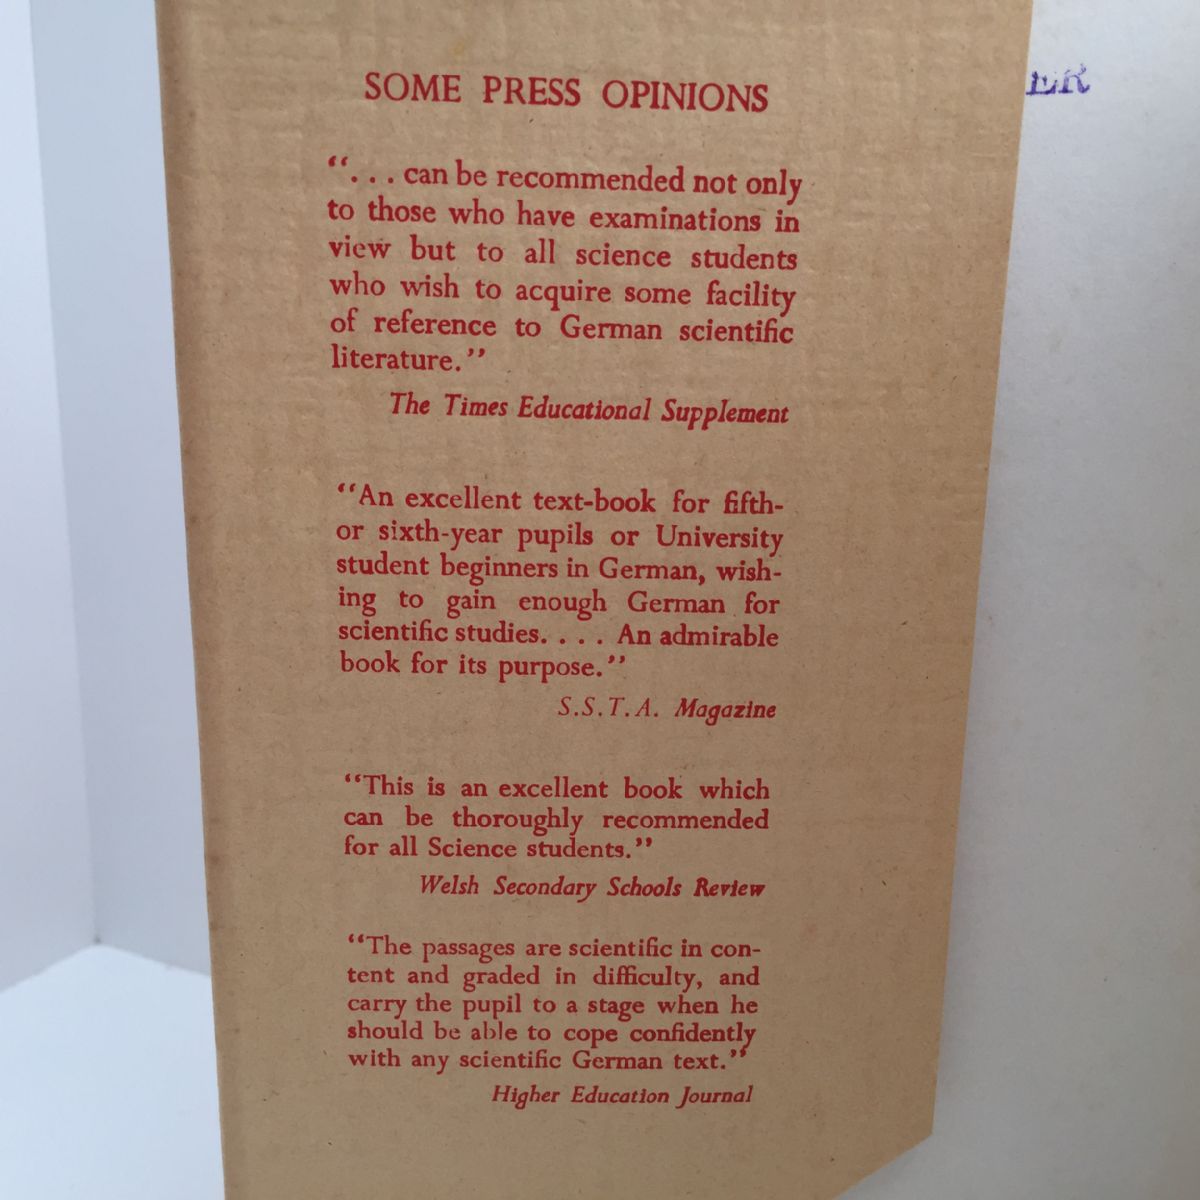 SOME PRESS OPINIONS
“. . . can be recommended not only
to those who have examinations in
view but to all science students
who wish to acquire some facility
of reference to German scientific
literature.”
The Times Educational Supplement
“An excellent text-book for fifth-
or sixth-year pupils or University
student beginners in German, wish-
ing to gain enough German for
scientific studies. . . . An admirable
book for its purpose.”
S.S.T.A. Magazine
“This is an excellent book which
can be thoroughly recommended
for all Science students.”
Welsh Secondary Schools Review
“The passages are scientific in con-
tent and graded in difficulty, and
carry the pupil to a stage when he
should be able to cope confidently
with any scientific German text.”
Higher Education Journal